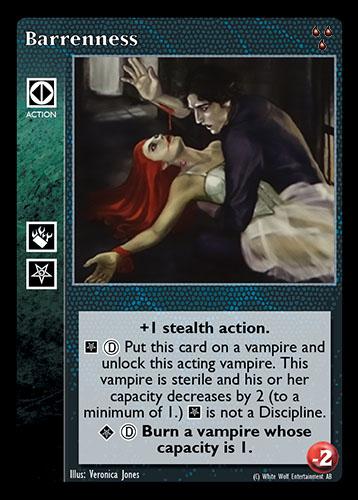 Barrenness
ACTION
+1 stealth action.
D Put this card on a vampire and
unlock this acting vampire. This
vampire is sterile and his or her
capacity decreases by 2 (to a
minimum of 1.) is not a Discipline.
D Burn a vampire whose
capacity is 1.
-2
Illus: Veronica Jones
(C) White Wolf Entertainment AB